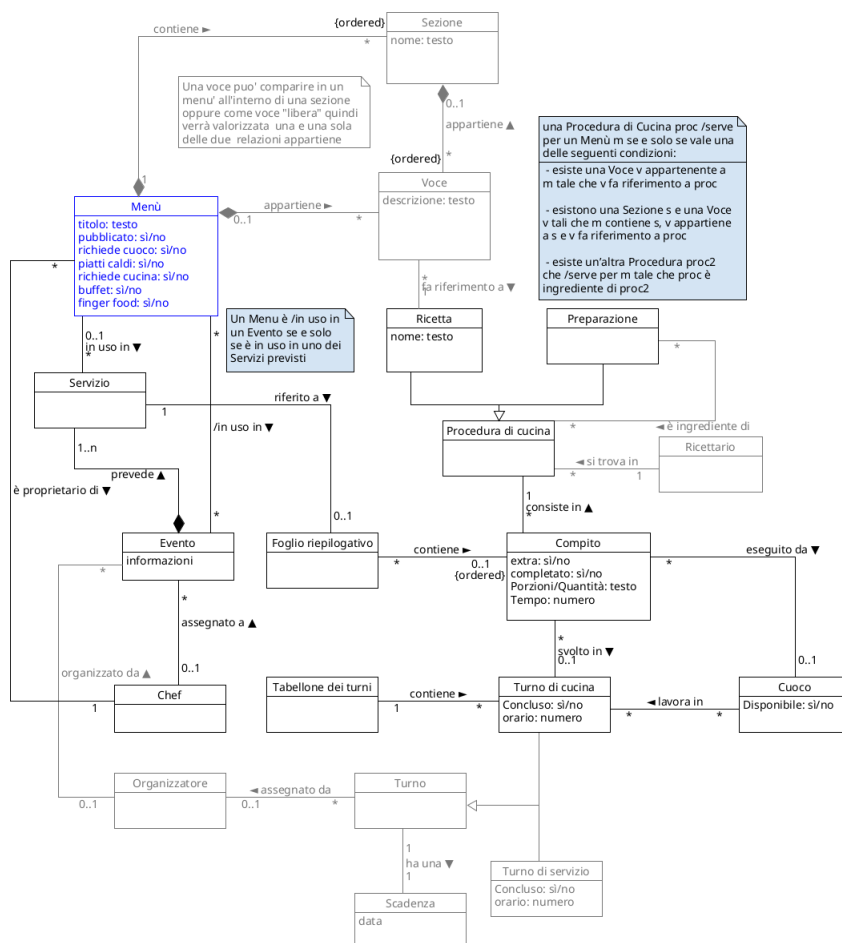 Sezione
nome: testo
{ordered}
contiene ►
*
1
Una voce puo' comparire in un
menu' all'interno di una sezione
oppure come voce "libera" quindi
verrà valorizzata una e una sola
delle due relazioni appartiene
0..1
appartiene ▲
{ordered}
*
una Procedura di Cucina proc /serve
per un Menù m se e solo se vale una
delle seguenti condizioni:
- esiste una Voce v appartenente a
m tale che v fa riferimento a proc
- esistono una Sezione s e una Voce
v tali che m contiene s, v appartiene
a s e v fa riferimento a proc
- esiste un'altra Procedura proc2
che /serve per m tale che proc è
ingrediente di proc2
Voce
descrizione: testo
Menù
titolo: testo
pubblicato: sì/no
richiede cuoco: sì/no
piatti caldi: sì/no
richiede cucina: sì/no
buffet: sì/no
finger food: sì/no
appartiene ►
0..1
*
*
fa riferimento a ▼
1
*
Un Menu è /in uso in
un Evento se e solo
se è in uso in uno dei
Servizi previsti
Ricetta
nome: testo
Preparazione
*
0..1
in uso in ▼
*
*
Servizio
riferito a ▼
1
/in uso in ▼
*
◄ è ingrediente di
Procedura di cucina
*
Ricettario
◄ si trova in
*
1
1..n
prevede ▲
è proprietario di ▼
1
consiste in ▲
*
*
0..1
Evento
informazioni
*
Foglio riepilogativo
contiene ►
*
0..1
{ordered}
Compito
extra: sì/no
completato: sì/no
Porzioni/Quantità: testo
Tempo: numero
*
eseguito da ▼
*
assegnato a ▲
0..1
*
svolto in ▼
0..1
0..1
organizzato da ▲
Chef
1
Tabellone dei turni
contiene ►
1
*
Turno di cucina
Concluso: sì/no
orario: numero
◄ lavora in
*
*
Cuoco
Disponibile: sì/no
Organizzatore
0..1
◄ assegnato da
0..1
*
Turno
1
ha una ▼
1
Turno di servizio
Concluso: sì/no
orario: numero
Scadenza
data